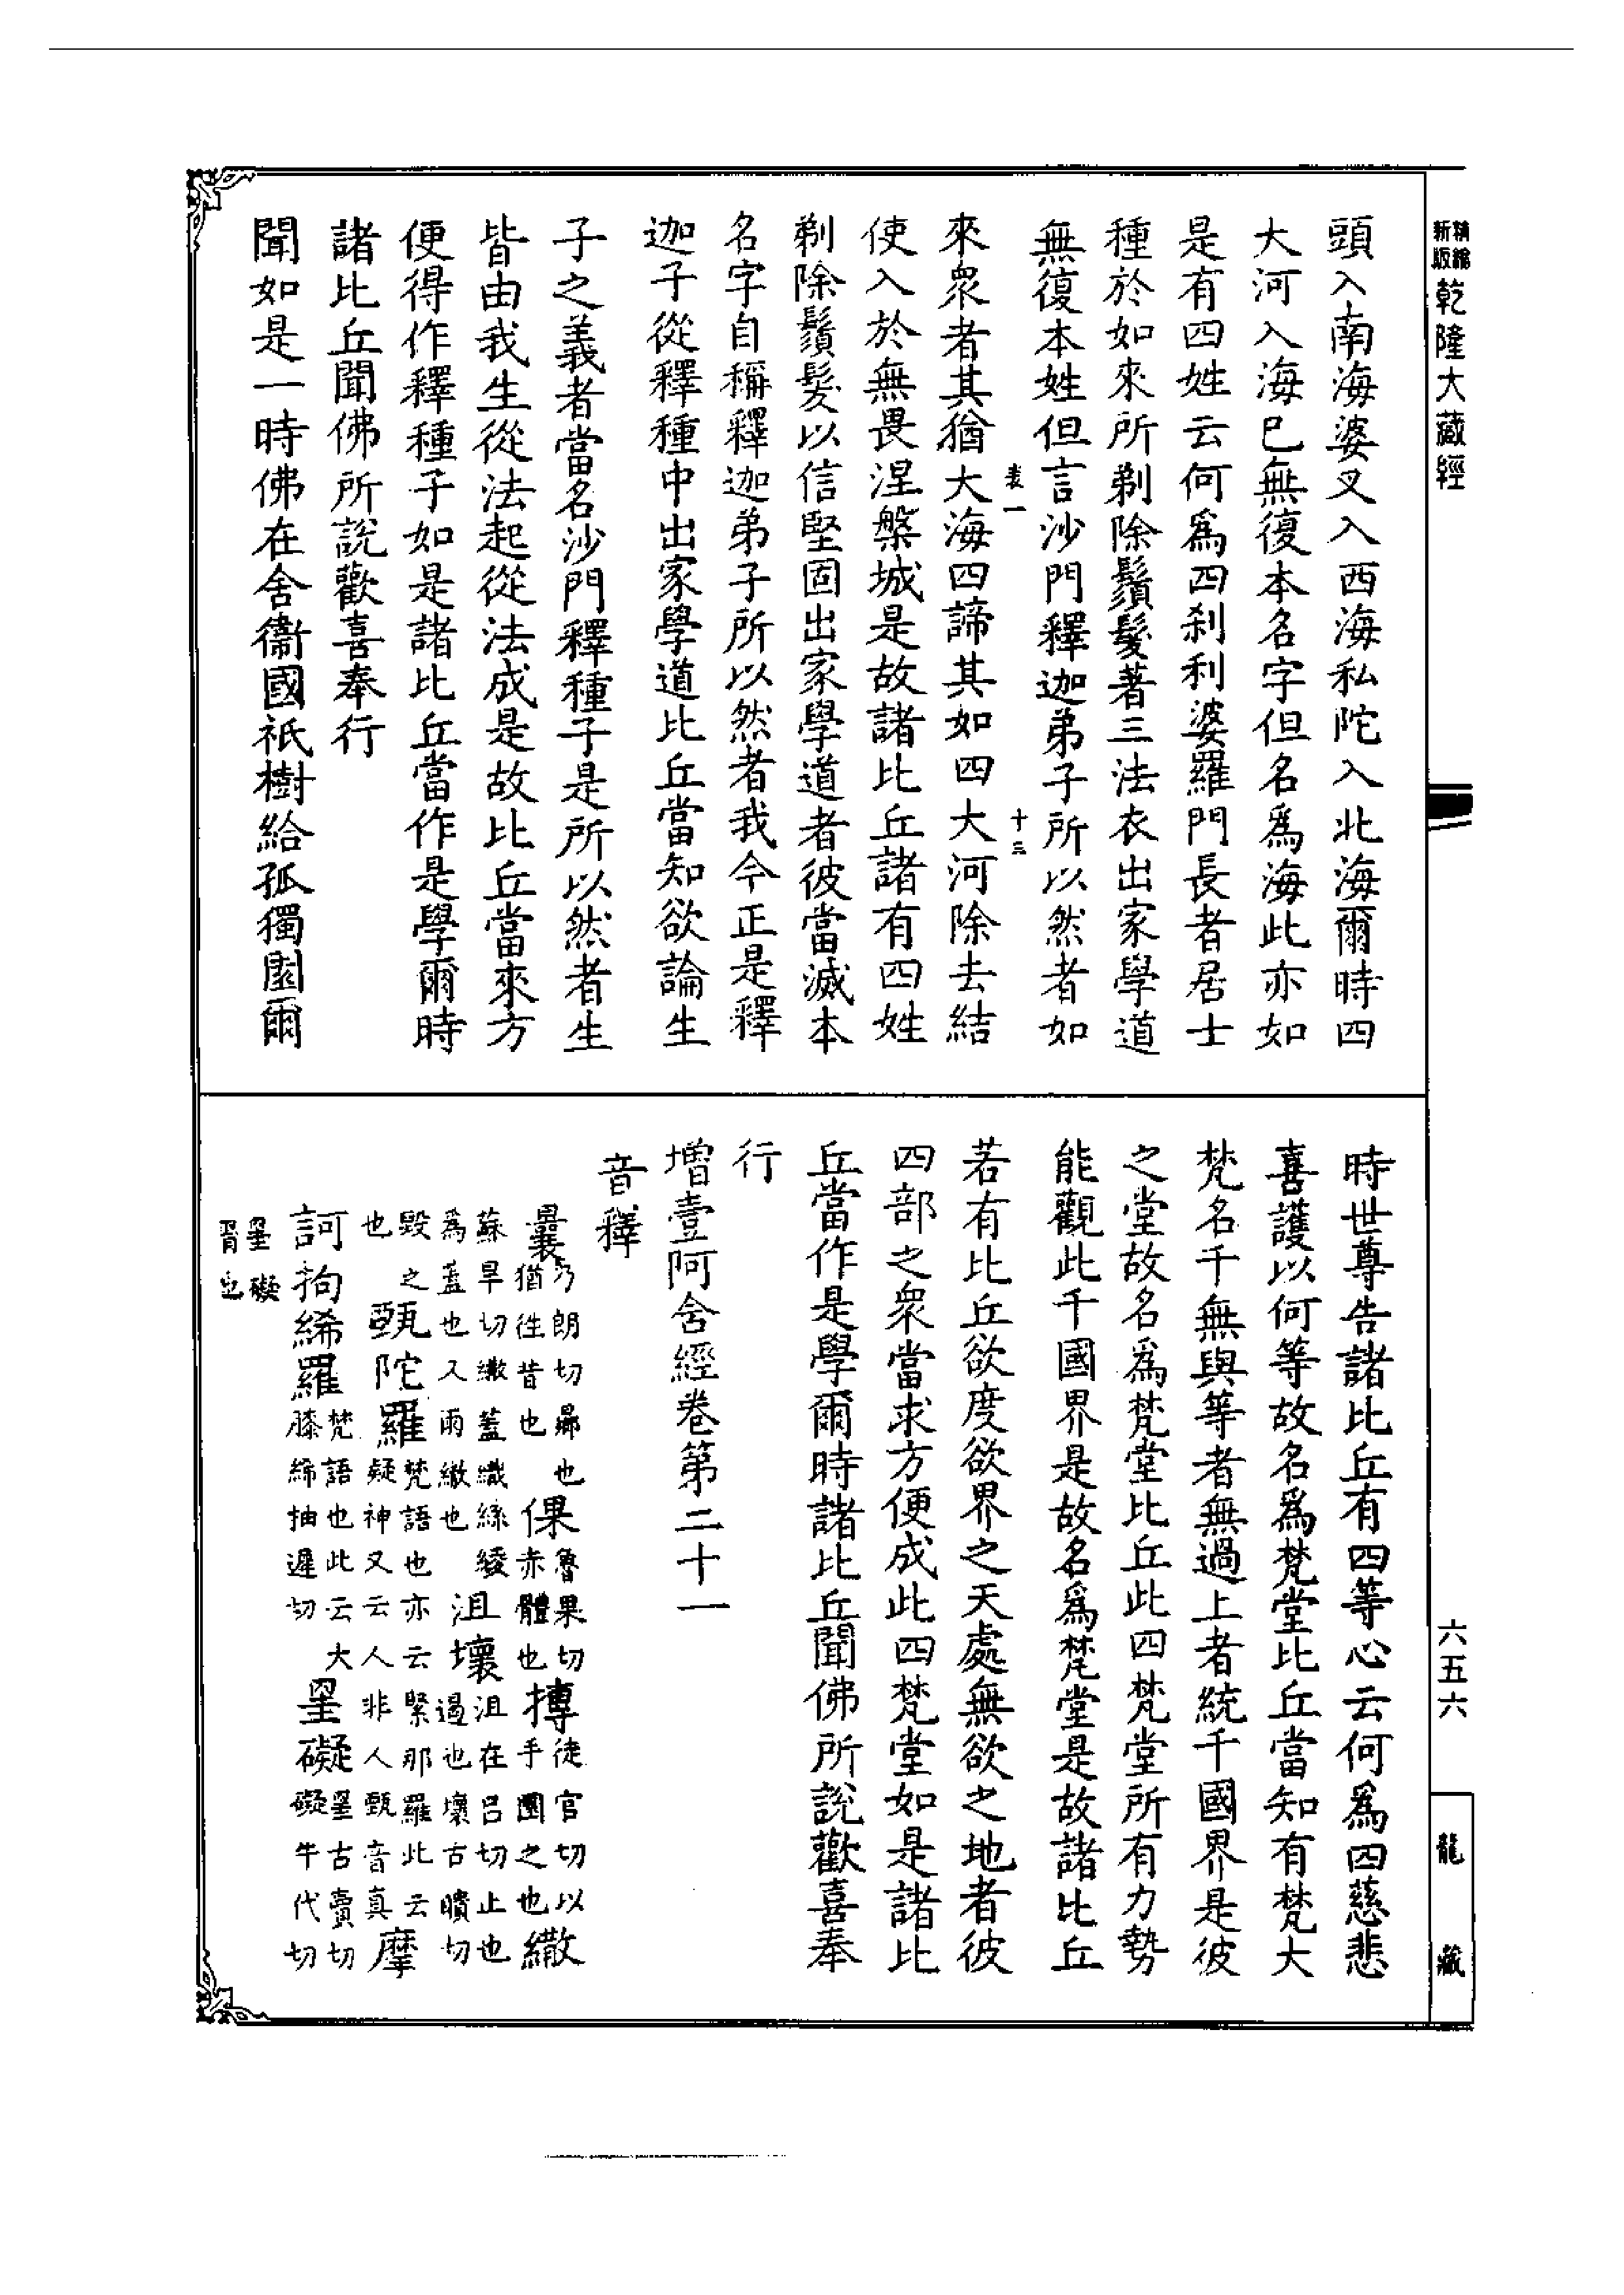 精縮
新版
乾隆大藏經
頭入南海婆叉入西海私陀入北海爾時四
大河入海已無復本名字但名為海此亦如
是有四姓云何為四刹利婆羅門長者居士
種於如來所剃除鬚髮著三法衣出家學道
無復本姓但言沙門釋迦弟子所以然者如
十三
來眾者其猶大海四諦其如四大河除去結
使入於無畏涅槃城是故諸比丘諸有四姓
剃除鬚髮以信堅固出家學道者彼當滅本
名字自稱釋迦弟子所以然者我今正是釋
迦子從釋種中出家學道比丘當知欲論生
子之義者當名沙門釋種子是所以然者生
皆由我生從法起從法成是故比丘當來方
便得作釋種子如是諸比丘當作是學爾時
諸比丘聞佛所說歡喜奉行
聞如是一時佛在舍衞國祇樹給孤獨園爾
時世尊告諸比丘有四等心云何為四慈悲
喜護以何等故名為梵堂比丘當知有梵大
梵名千無與等者無過上者統千國界是彼
之堂故名為梵堂比丘此四梵堂所有力勢
能觀此千國界是故名為梵堂是故諸比丘
若有比丘欲度欲界之天處無欲之地者彼
四部之眾當求方便成此四梵堂如是諸比
丘當作是學爾時諸比丘聞佛所說歡喜奉
行
增壹阿含經卷第二十一
音釋
曩乃朗切曩也猶徃昔也 倮魯果切赤體也 摶徒官切以手團之也 繖
蘇旱切繖蓋織絲綾為蓋也又雨繖也 沮壞沮在呂切止也遏也壞古瞶切
毀之也 甄陀羅梵語也亦云緊那羅此云疑神又云人非人甄音真 摩
訶拘絺羅梵語也此云大膝絺抽遲切 罣礙罣古賣切礙牛代切
罣礙
六五六
龍藏